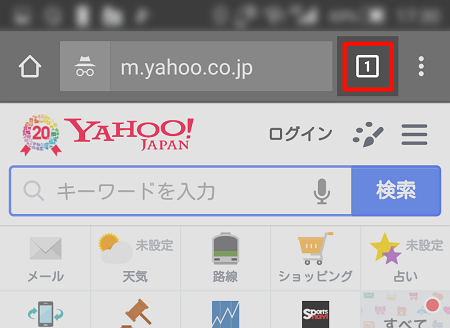 m.yahoo.co.jp
1
20
YAHOO!
JAPAN
ログイン
キーワードを入力
検索
未設定
未設定
メール
天気
路線
ショッピング
占い
Sports
navi
すべて